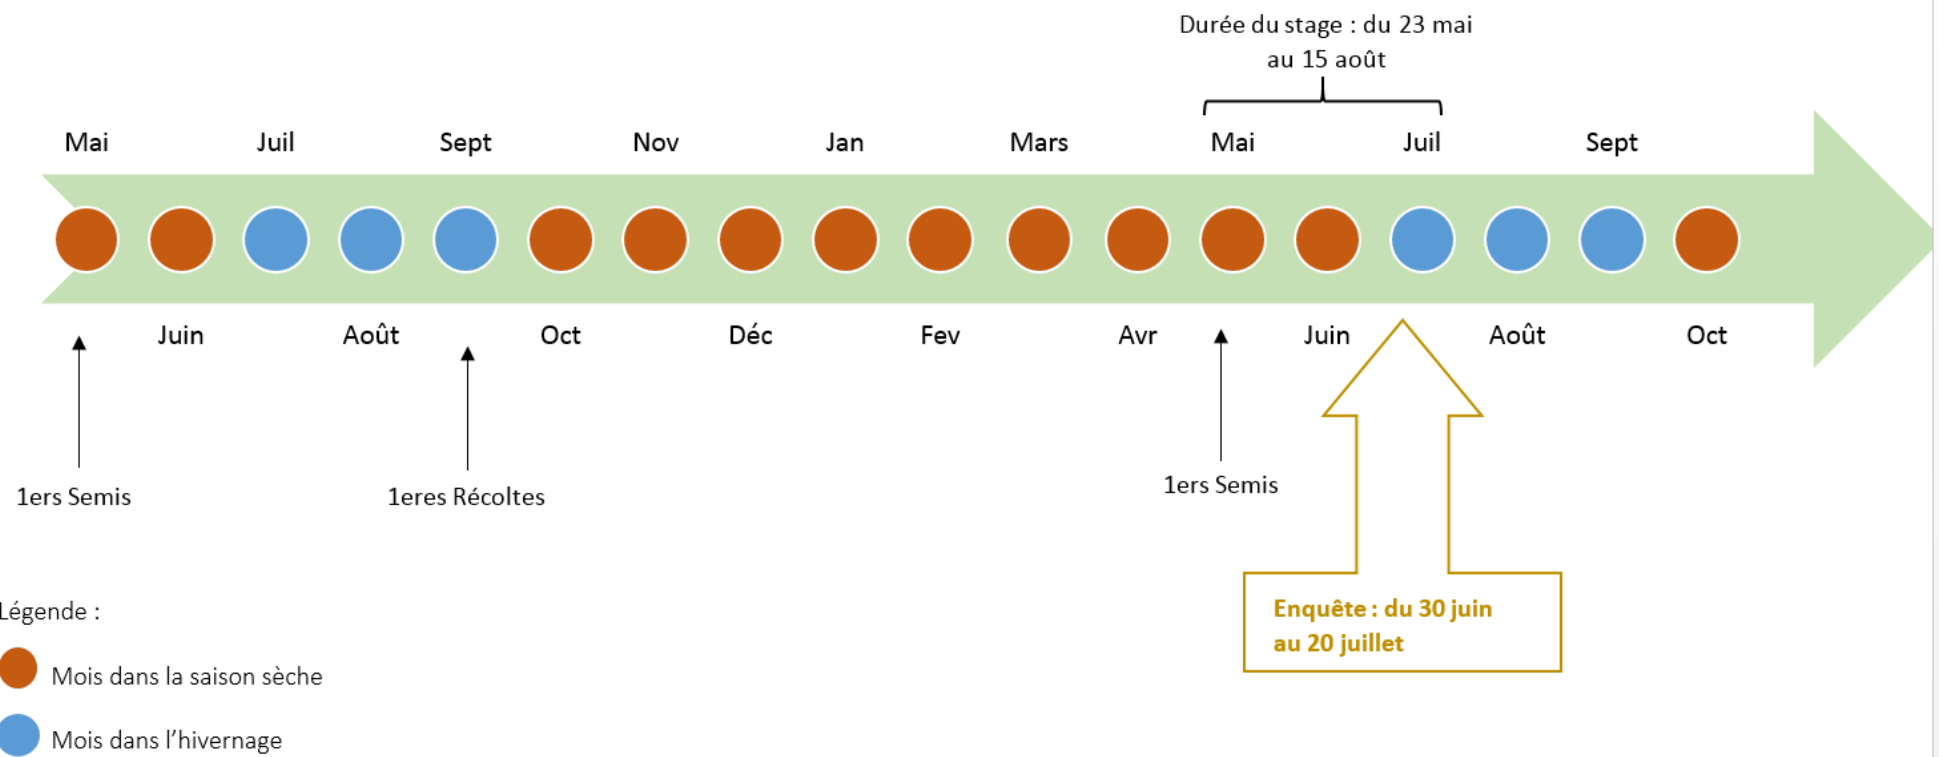 Durée du stage : du 23 mai
au 15 août
Mai Juil Sept Nov Jan Mars Mai Juil Sept
Juin Août Oct Déc Fev Avr Juin Août Oct
1ers Semis
1eres Récoltes
1ers Semis
Enquête : du 30 juin
au 20 juillet
Légende :
Mois dans la saison sèche
Mois dans l'hivernage